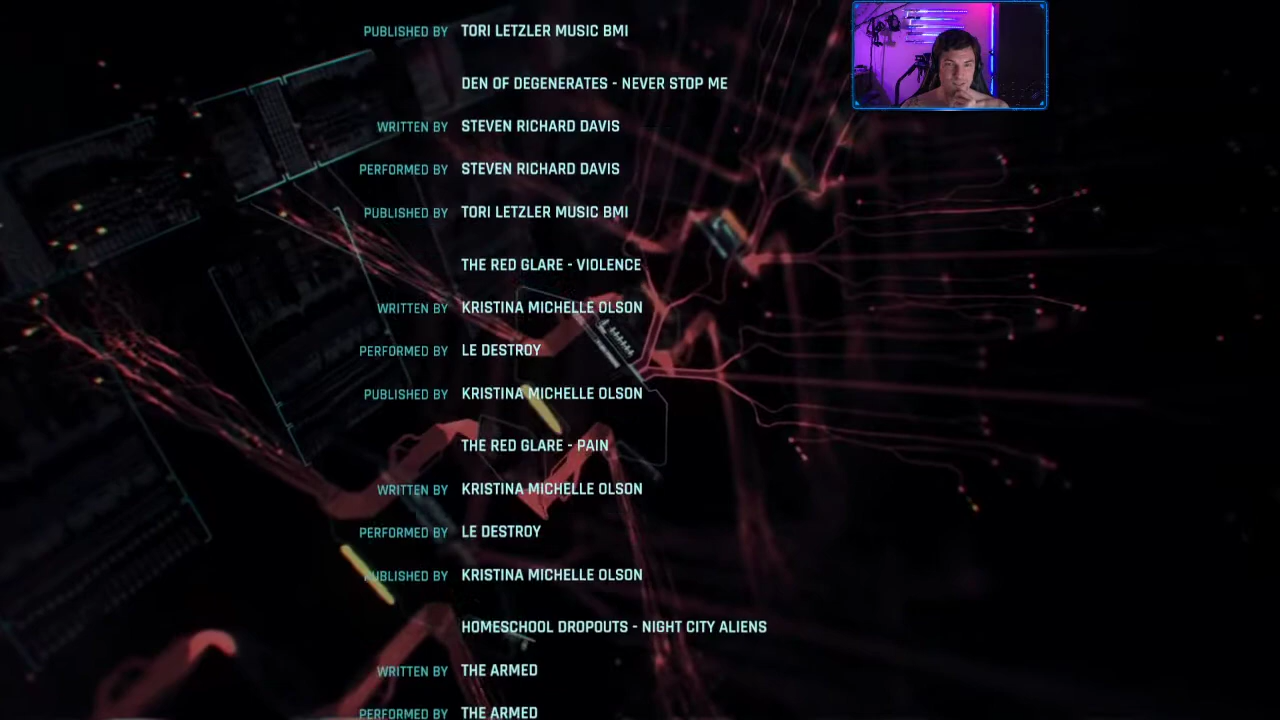 PUBLISHED BY TORI LETZLER MUSIC BMI
DEN OF DEGENERATES - NEVER STOP ME
WRITTEN BY STEVEN RICHARD DAVIS
PERFORMED BY STEVEN RICHARD DAVIS
PUBLISHED BY TORI LETZLER MUSIC BMI
THE RED GLARE - VIOLENCE
WRITTEN BY KRISTINA MICHELLE OLSON
PERFORMED BY LE DESTROY
PUBLISHED BY KRISTINA MICHELLE OLSON
THE RED GLARE - PAIN
WRITTEN BY KRISTINA MICHELLE OLSON
PERFORMED BY LE DESTROY
PUBLISHED BY KRISTINA MICHELLE OLSON
HOMESCHOOL DROPOUTS - NIGHT CITY ALIENS
WRITTEN BY THE ARMED
PERFORMED BY THE ARMED